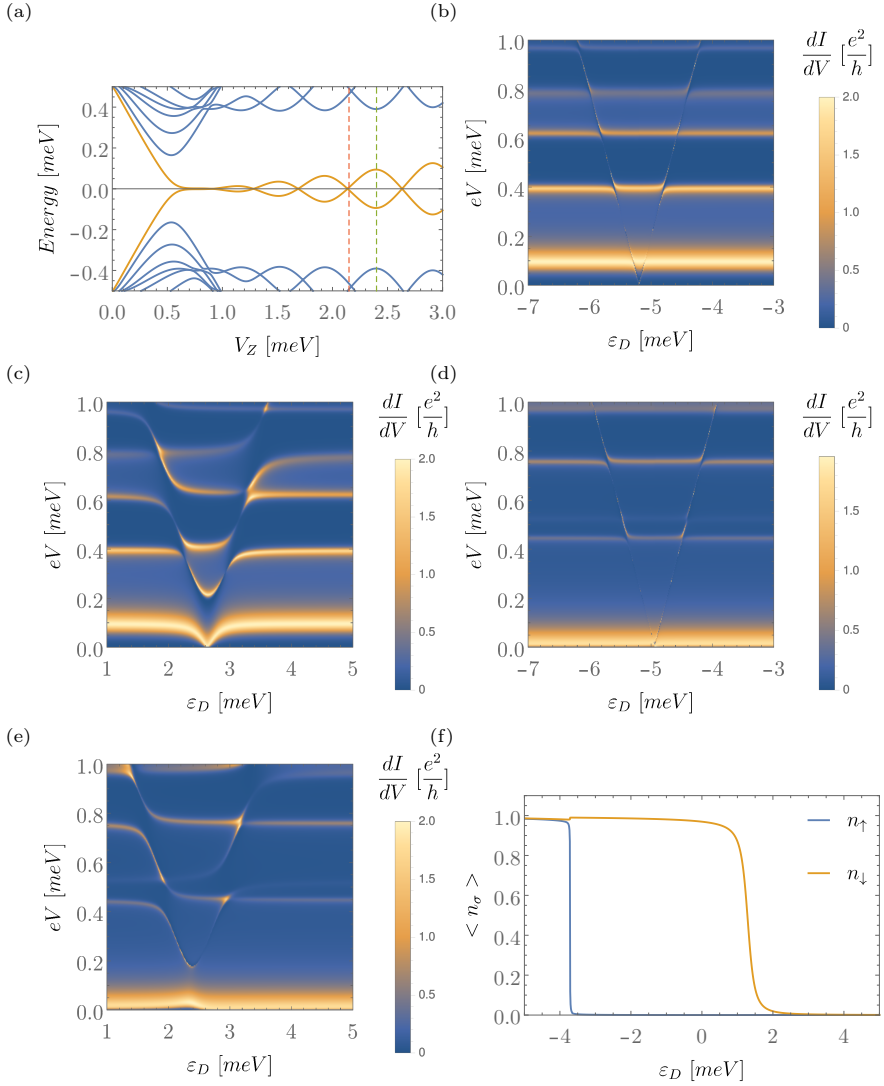 (a)
0.4
0.2
0.0
−0.2
−0.4
Energy [meV]
0.0 0.5 1.0 1.5 2.0 2.5 3.0
V_Z [meV]
(b)
1.0
0.8
0.6
0.4
0.2
0.0
eV [meV]
−7 −6 −5 −4 −3
ε_D [meV]
dI/dV [e²/h]
2.0
1.5
1.0
0.5
0
(c)
1.0
0.8
0.6
0.4
0.2
0.0
eV [meV]
1 2 3 4 5
ε_D [meV]
dI/dV [e²/h]
2.0
1.5
1.0
0.5
0
(d)
1.0
0.8
0.6
0.4
0.2
0.0
eV [meV]
−7 −6 −5 −4 −3
ε_D [meV]
dI/dV [e²/h]
1.5
1.0
0.5
0
(e)
1.0
0.8
0.6
0.4
0.2
0.0
eV [meV]
1 2 3 4 5
ε_D [meV]
dI/dV [e²/h]
2.0
1.5
1.0
0.5
0
(f)
1.0
0.8
0.6
0.4
0.2
0.0
< n_σ >
−4 −2 0 2 4
ε_D [meV]
n_↑
n_↓